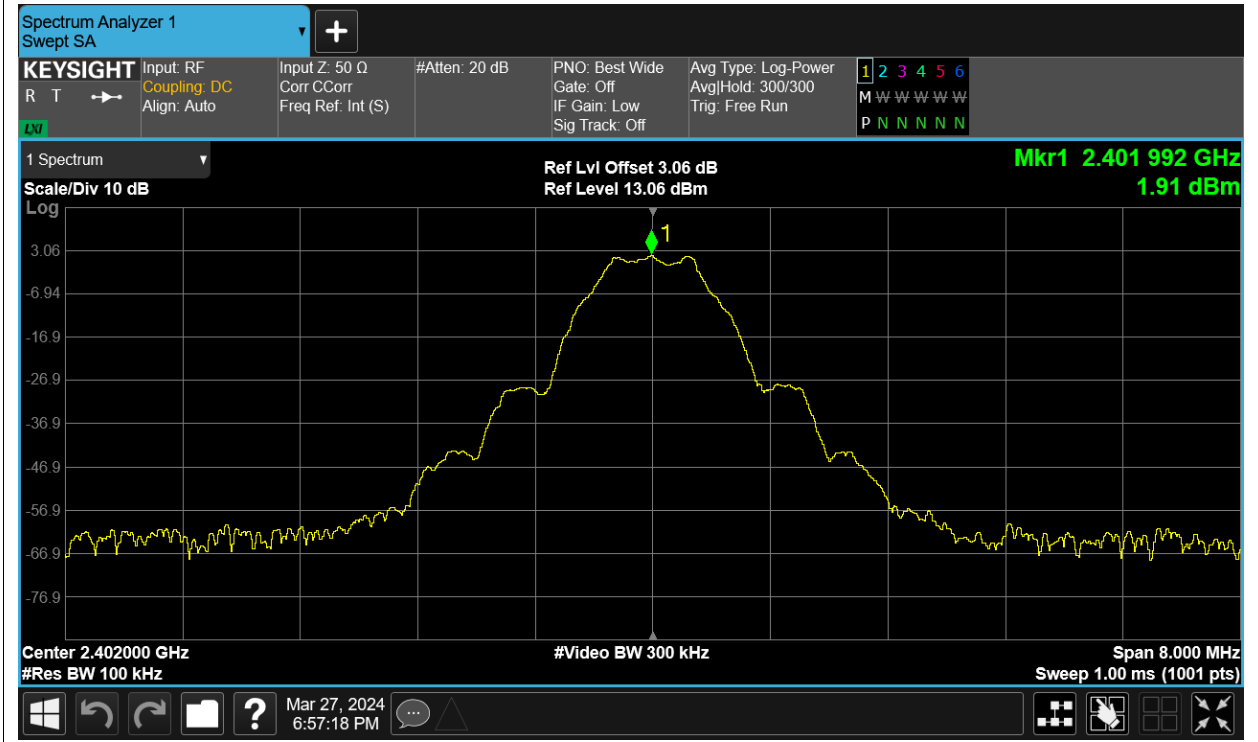 Spectrum Analyzer 1
Swept SA
KEYSIGHT
R T
LXI
Input: RF
Coupling: DC
Align: Auto
Input Z: 50 Ω
Corr CCorr
Freq Ref: Int (S)
#Atten: 20 dB
PNO: Best Wide
Gate: Off
IF Gain: Low
Sig Track: Off
Avg Type: Log-Power
Avg|Hold: 300/300
Trig: Free Run
1 2 3 4 5 6
M W W W W W
P N N N N N
1 Spectrum
Scale/Div 10 dB
Log
Ref Lvl Offset 3.06 dB
Ref Level 13.06 dBm
Mkr1 2.401 992 GHz
1.91 dBm
1
3.06
-6.94
-16.9
-26.9
-36.9
-46.9
-56.9
-66.9
-76.9
Center 2.402000 GHz
#Res BW 100 kHz
#Video BW 300 kHz
Span 8.000 MHz
Sweep 1.00 ms (1001 pts)
?
Mar 27, 2024
6:57:18 PM